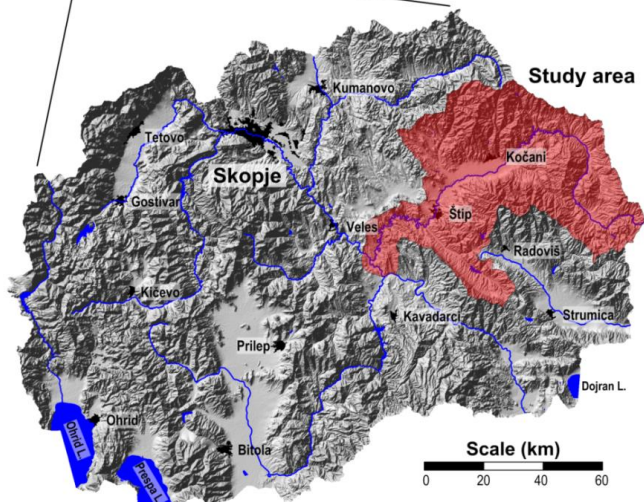 Kumanovo
Study area
Tetovo
Kočani
Skopje
Gostivar
Štip
Veles
Radoviš
Kičevo
Kavadarci
Strumica
Prilep
Dojran L.
Ohrid
Ohrid L.
Bitola
Prespa L.
Scale (km)
0 20 40 60